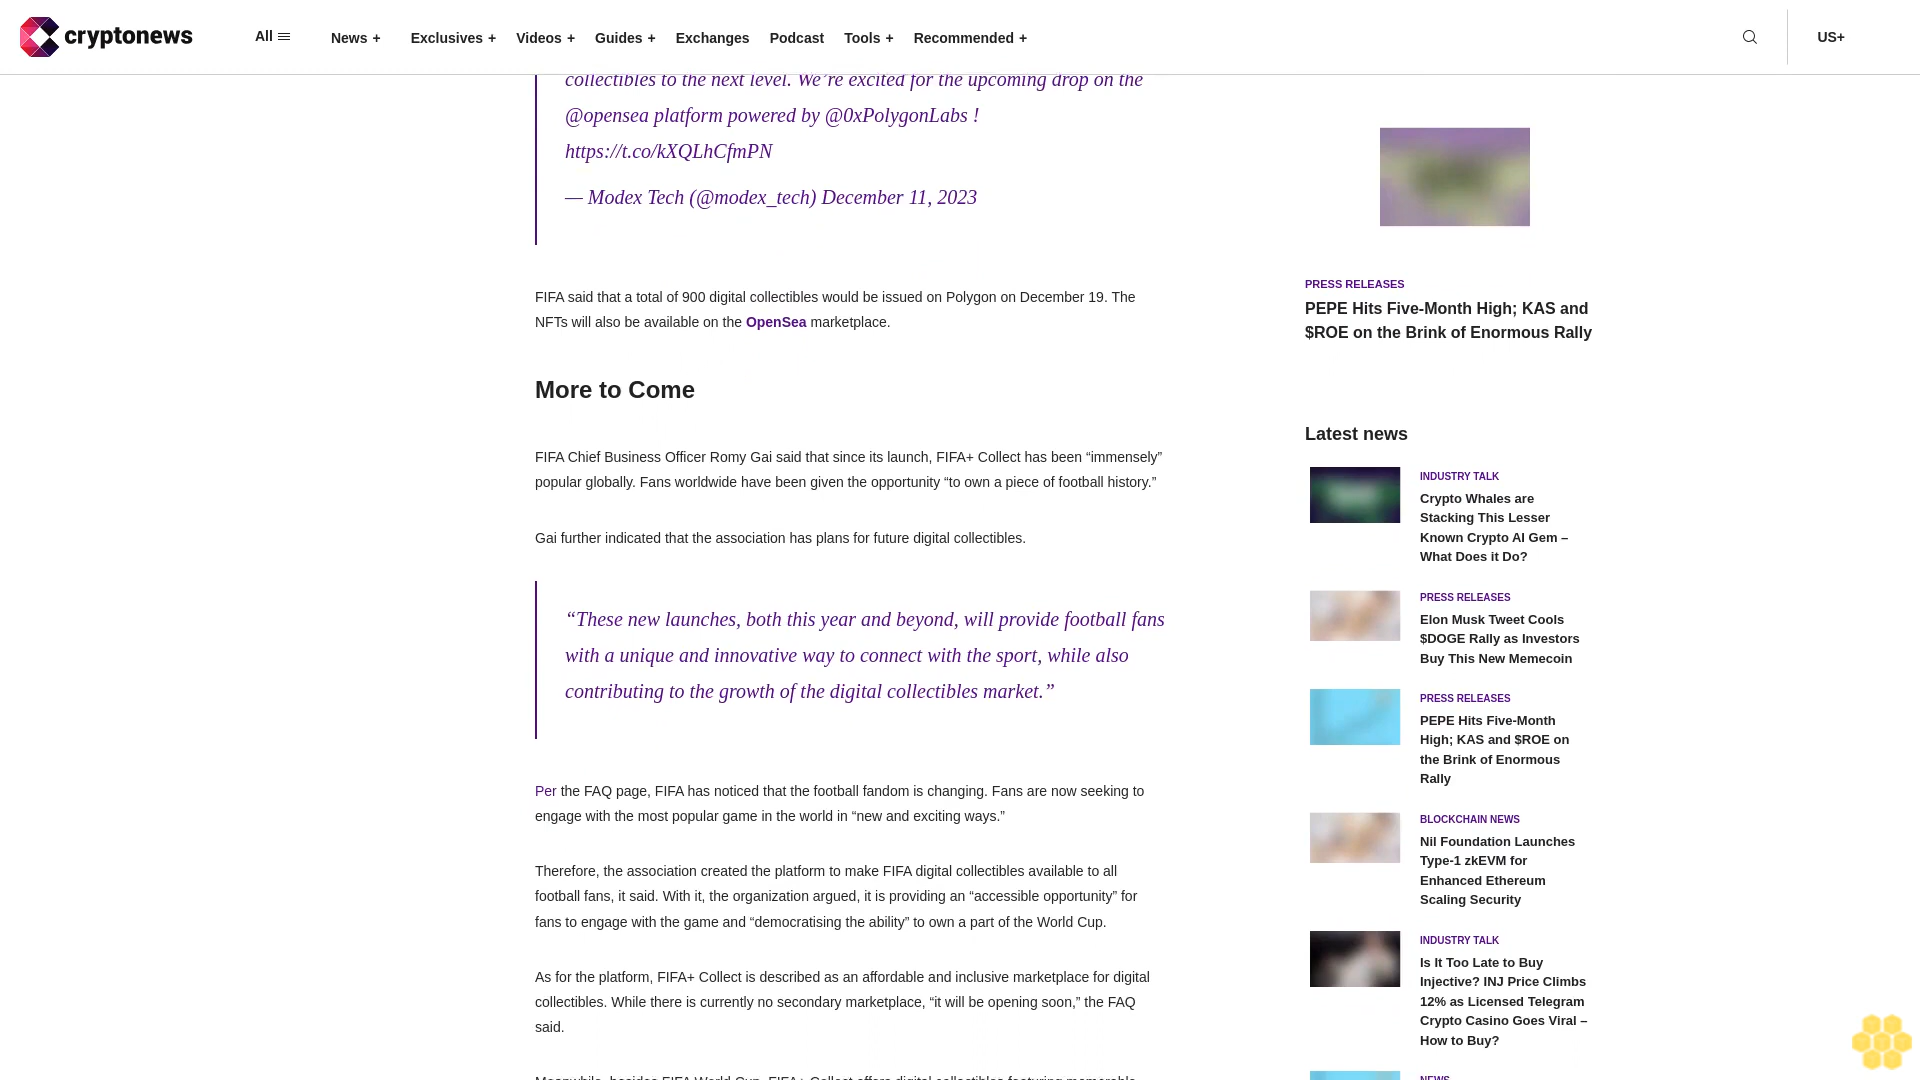 cryptonews
All
News +
Exclusives +
Videos +
Guides +
Exchanges
Podcast
Tools +
Recommended +
US+
collectibles to the next level. We’re excited for the upcoming drop on the
@opensea platform powered by @0xPolygonLabs !
https://t.co/kXQLhCfmPN
— Modex Tech (@modex_tech) December 11, 2023
FIFA said that a total of 900 digital collectibles would be issued on Polygon on December 19. The
NFTs will also be available on the OpenSea marketplace.
More to Come
FIFA Chief Business Officer Romy Gai said that since its launch, FIFA+ Collect has been “immensely”
popular globally. Fans worldwide have been given the opportunity “to own a piece of football history.”
Gai further indicated that the association has plans for future digital collectibles.
“These new launches, both this year and beyond, will provide football fans
with a unique and innovative way to connect with the sport, while also
contributing to the growth of the digital collectibles market.”
Per the FAQ page, FIFA has noticed that the football fandom is changing. Fans are now seeking to
engage with the most popular game in the world in “new and exciting ways.”
Therefore, the association created the platform to make FIFA digital collectibles available to all
football fans, it said. With it, the organization argued, it is providing an “accessible opportunity” for
fans to engage with the game and “democratising the ability” to own a part of the World Cup.
As for the platform, FIFA+ Collect is described as an affordable and inclusive marketplace for digital
collectibles. While there is currently no secondary marketplace, “it will be opening soon,” the FAQ
said.
Meanwhile, besides FIFA World Cup, FIFA+ Collect offers digital collectibles featuring memorable
PRESS RELEASES
PEPE Hits Five-Month High; KAS and
$ROE on the Brink of Enormous Rally
Latest news
INDUSTRY TALK
Crypto Whales are
Stacking This Lesser
Known Crypto AI Gem –
What Does it Do?
PRESS RELEASES
Elon Musk Tweet Cools
$DOGE Rally as Investors
Buy This New Memecoin
PRESS RELEASES
PEPE Hits Five-Month
High; KAS and $ROE on
the Brink of Enormous
Rally
BLOCKCHAIN NEWS
Nil Foundation Launches
Type-1 zkEVM for
Enhanced Ethereum
Scaling Security
INDUSTRY TALK
Is It Too Late to Buy
Injective? INJ Price Climbs
12% as Licensed Telegram
Crypto Casino Goes Viral –
How to Buy?
NEWS